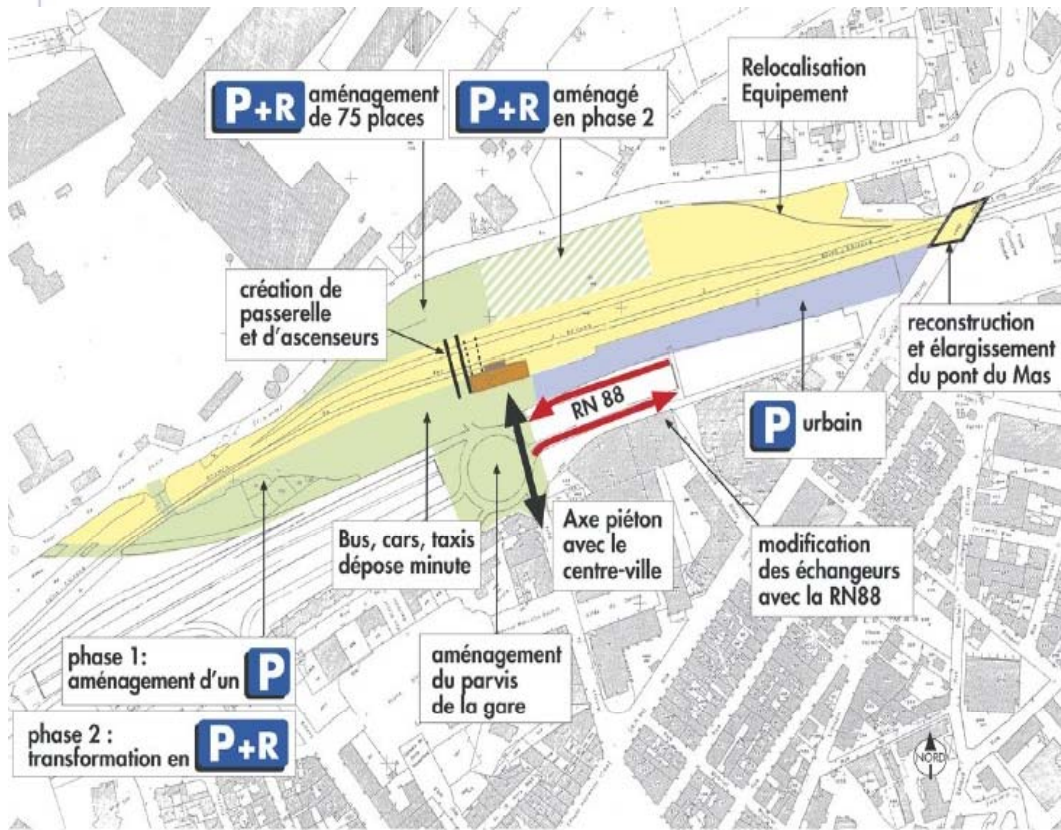 P+R aménagement
de 75 places
P+R aménagé
en phase 2
Relocalisation
Equipement
création de
passerelle
et d'ascenseurs
reconstruction
et élargissement
du pont du Mas
RN 88
P urbain
Bus, cars, taxis
dépose minute
Axe piéton
avec le
centre-ville
modification
des échangeurs
avec la RN88
phase 1:
aménagement d'un P
aménagement
du parvis
de la gare
phase 2 :
transformation en P+R
NORD